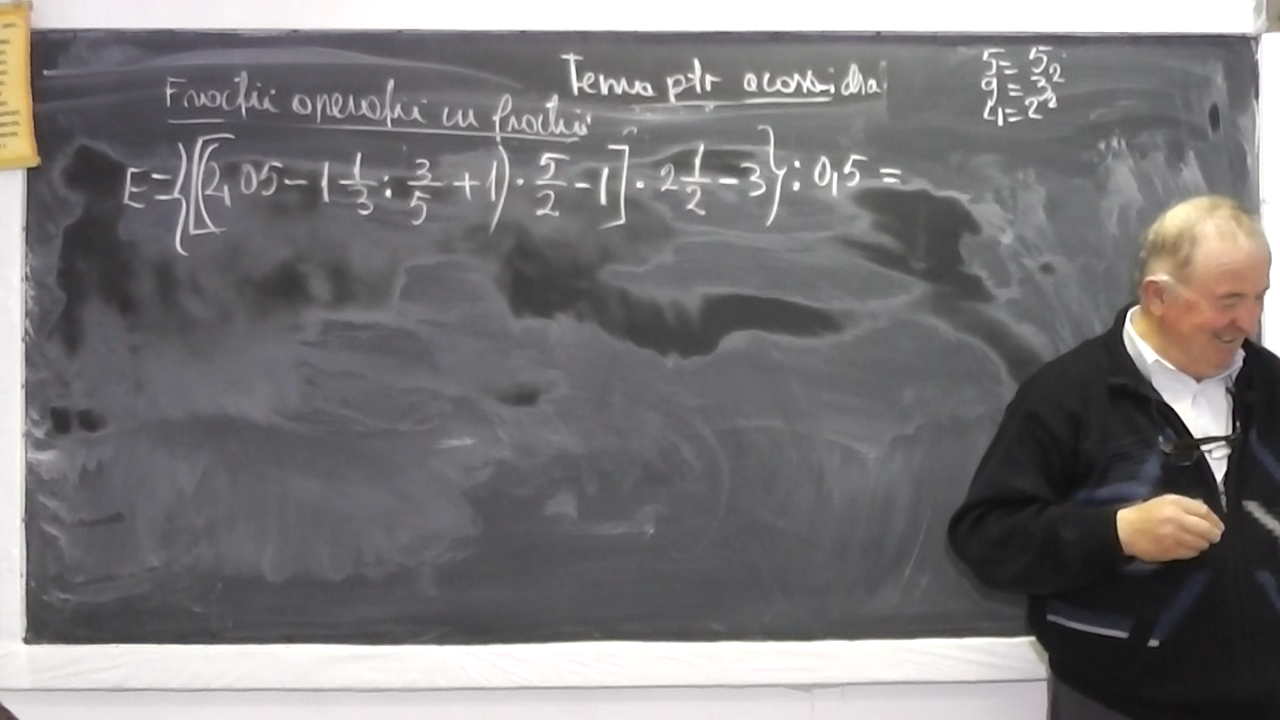 Tema ptr acasă
Fracții operații cu fracții
5 = 5
9 = 3²
4 = 2²
E = {[(2,05 - 1 1/3 : 3/5 + 1) · 5/2 - 1] · 2 1/2 - 3} : 0,5 =